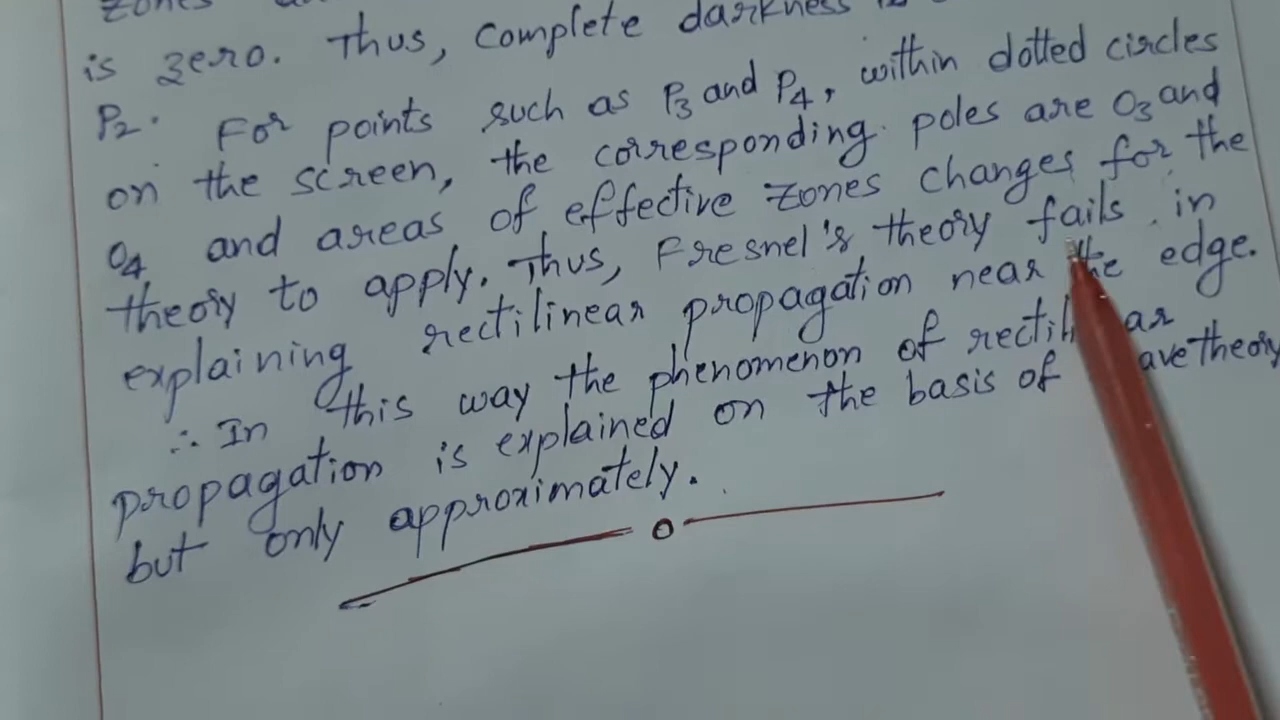 zones
is zero. Thus, complete darkness is
P2. For points such as P3 and P4, within dotted circles
on the screen, the corresponding poles are O3 and
O4 and areas of effective zones changes for the
theory to apply. Thus, Fresnel's theory fails in
explaining rectilinear propagation near the edge.
∴ In this way the phenomenon of
propagation is explained on the basis of theory
but only approximately.